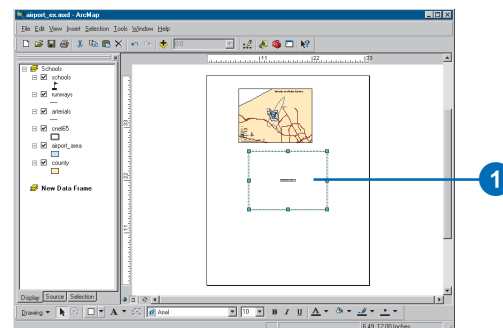 airport_ex.mxd - ArcMap
File Edit View Insert Selection Tools Window Help
Schools
schools
runways
arterials
cnel65
airport_area
county
New Data Frame
Display Source Selection
Drawing Arial 10 B I U A
6.49 12.00 Inches
1